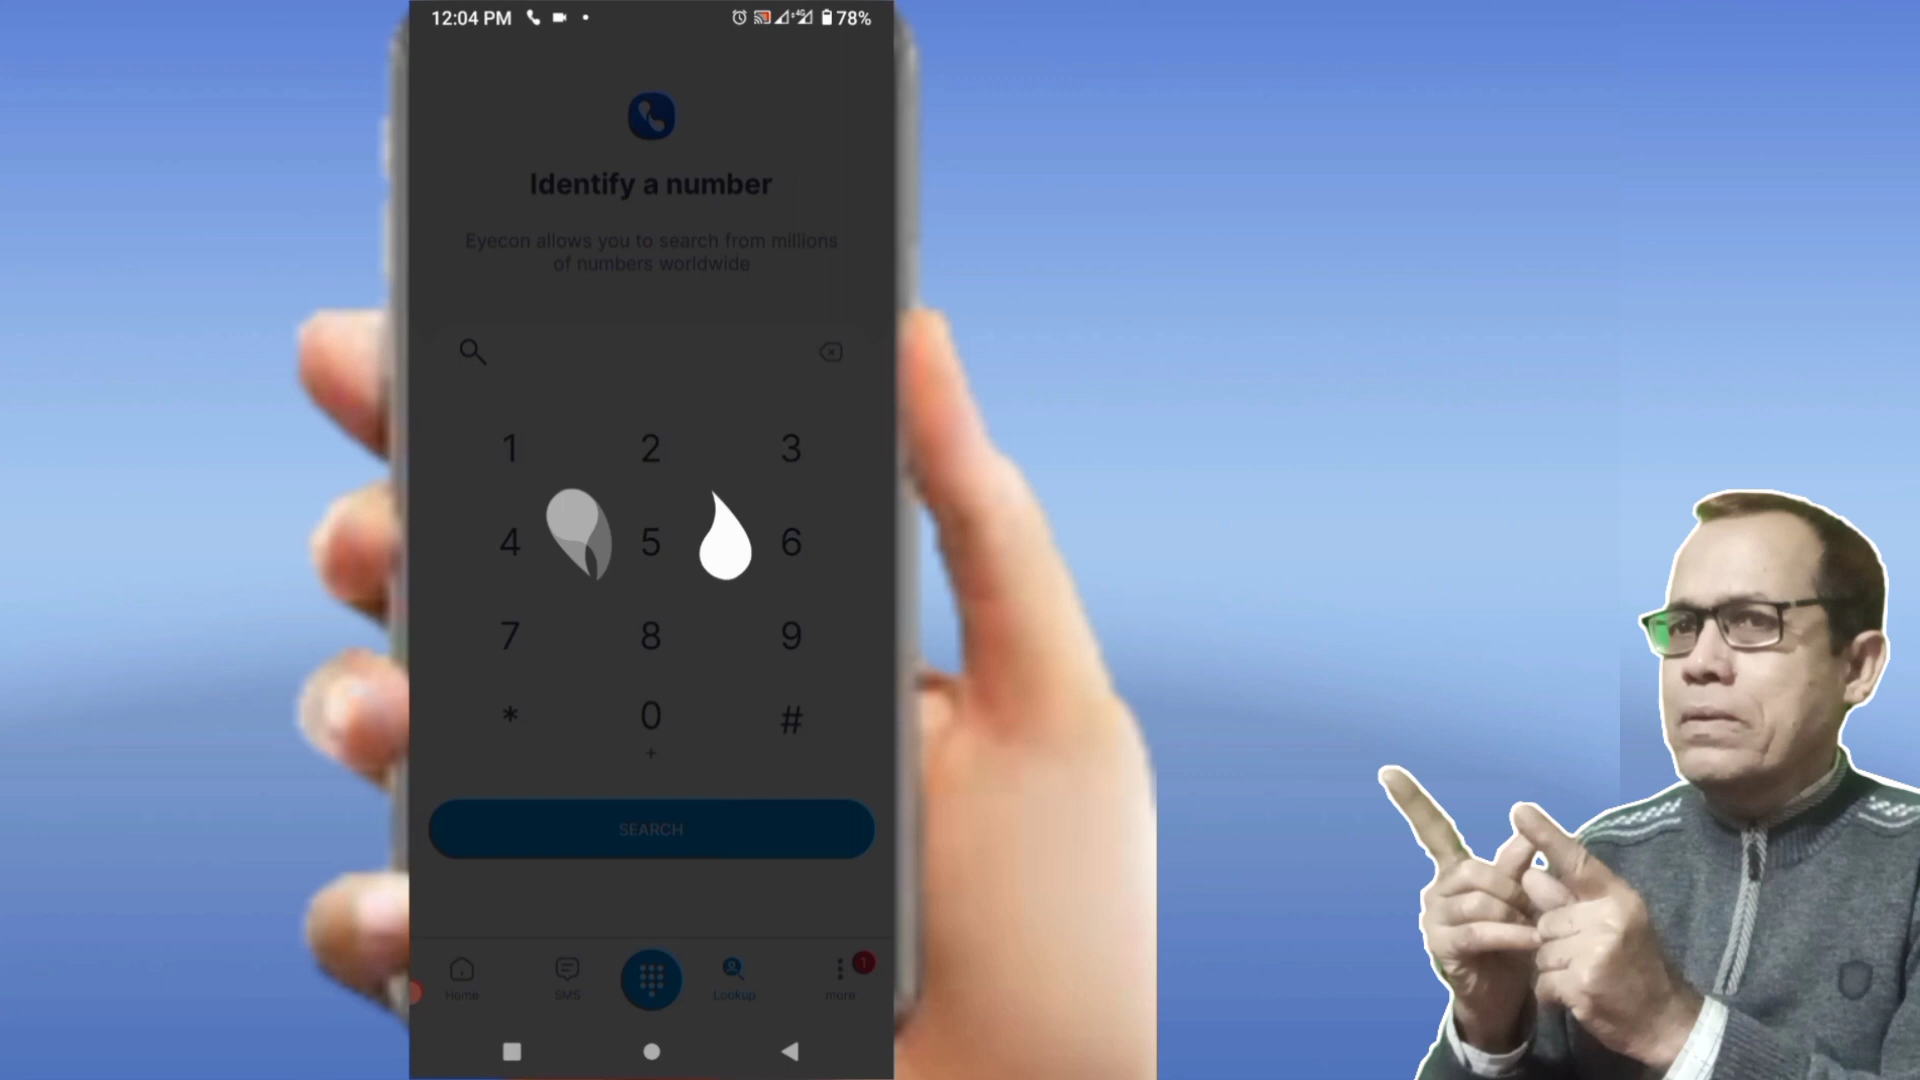 12:04 PM
4G
78%
Identify a number
Eyecon allows you to search from millions
of numbers worldwide
1 2 3
4 5 6
7 8 9
* 0 #
+
SEARCH
1
Home SMS Lookup more